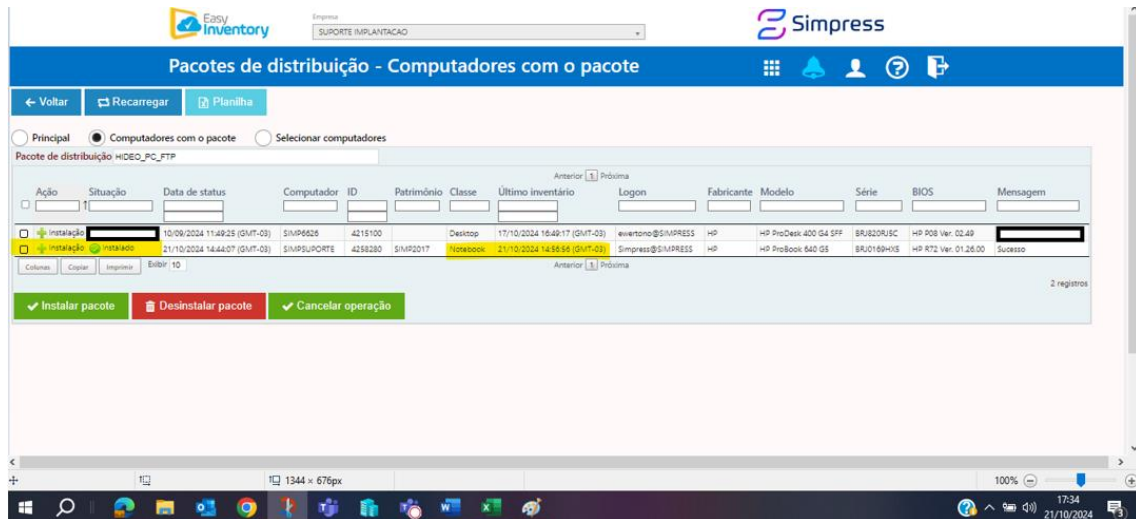 Easy Inventory
Empresa
SUPORTE IMPLANTACAO
Simpress
Pacotes de distribuição - Computadores com o pacote
Voltar Recarregar Planilha
Principal Computadores com o pacote Selecionar computadores
Pacote de distribuição HIDEO_PC_FTP
Anterior 1 Próxima
Ação Situação Data de status Computador ID Patrimônio Classe Último inventário Logon Fabricante Modelo Série BIOS Mensagem
Instalação 10/09/2024 11:49:25 (GMT-03) SIMP6626 4215100 Desktop 17/10/2024 16:49:17 (GMT-03) ewertono@SIMPRESS HP HP ProDesk 400 G4 SFF BRJ820RJSC HP P08 Ver. 02.49
Instalação Instalado 21/10/2024 14:44:07 (GMT-03) SIMPSUPORTE 4258280 SIMP2017 Notebook 21/10/2024 14:56:56 (GMT-03) Simpress@SIMPRESS HP HP ProBook 640 G5 BRJ0169HXS HP R72 Ver. 01.26.00 Sucesso
Colunas Copiar Imprimir Exibir 10 Anterior 1 Próxima
2 registros
Instalar pacote Desinstalar pacote Cancelar operação
1344 × 676px 100%
17:34
21/10/2024